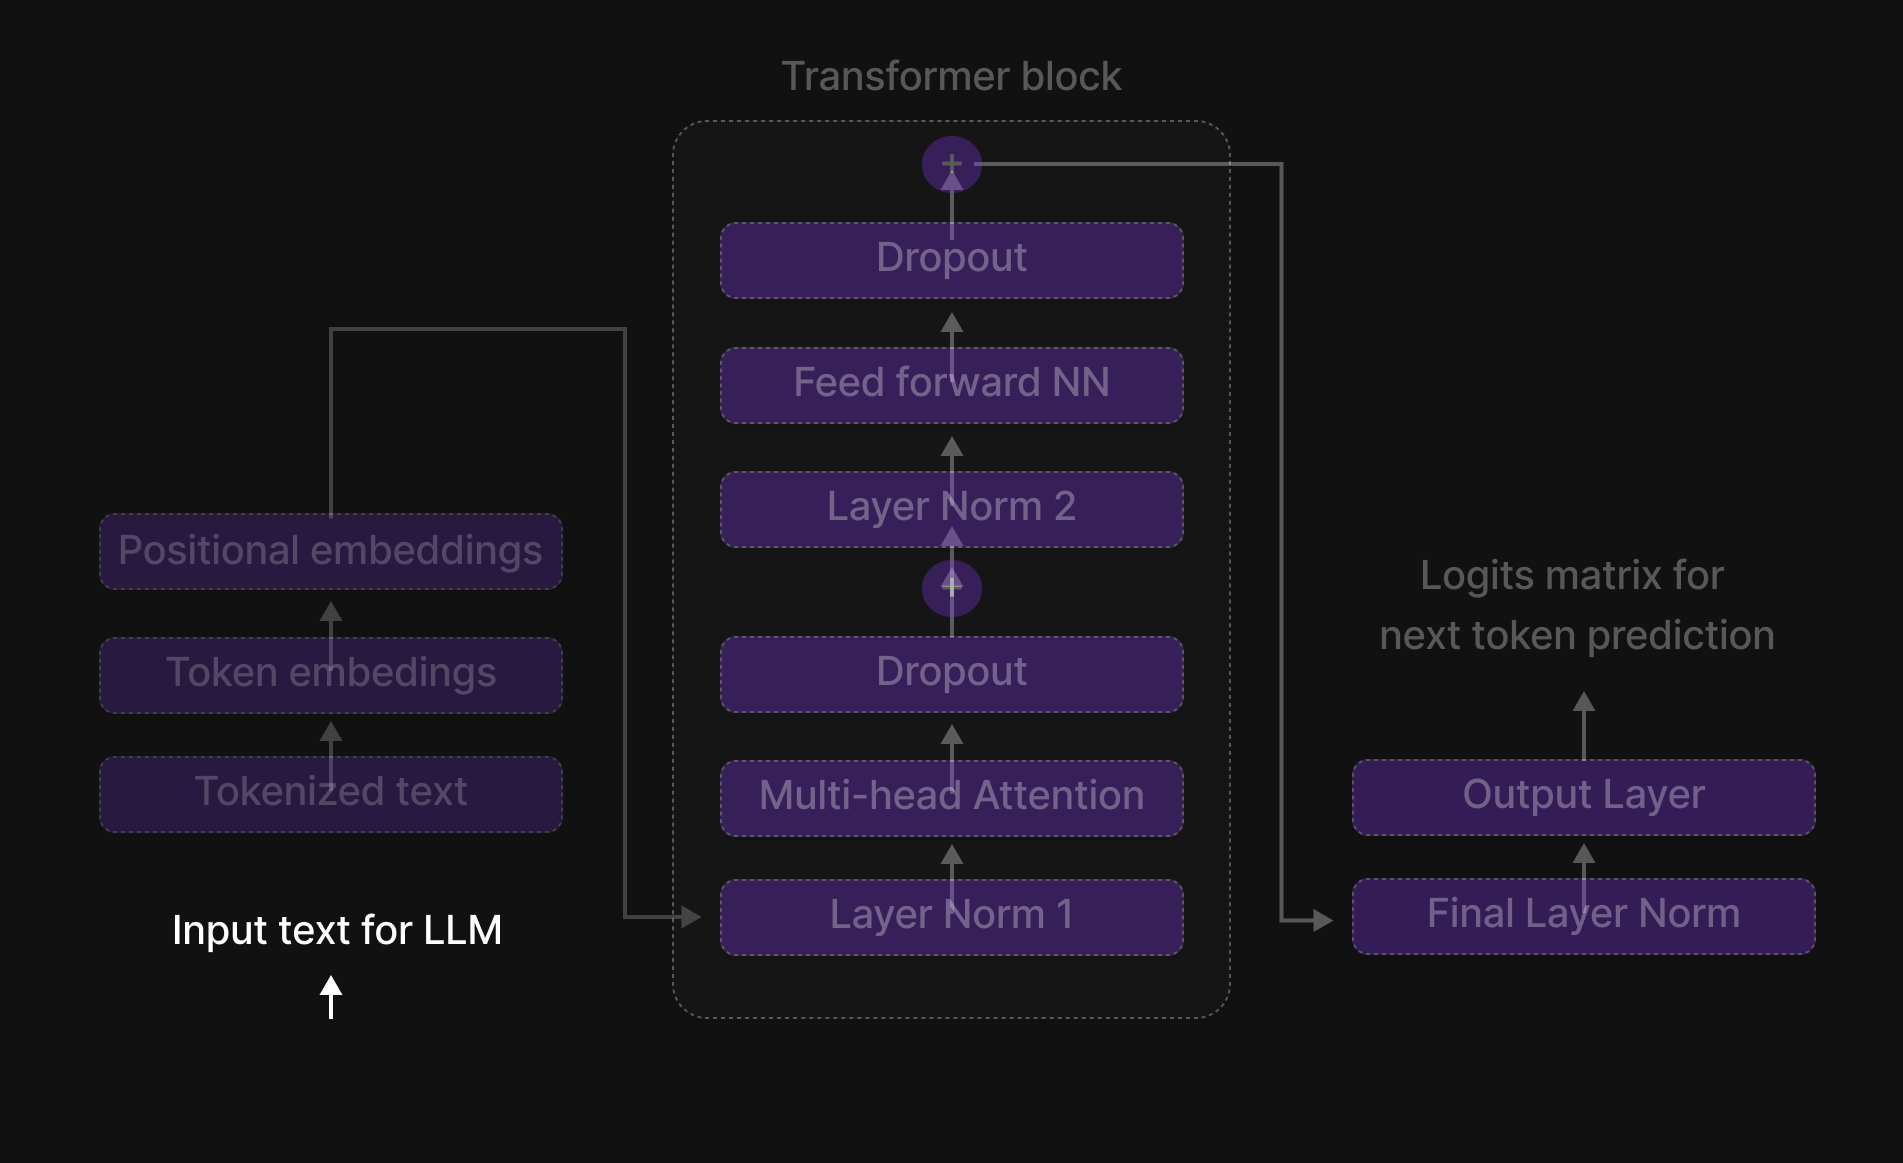 Transformer block
+
Dropout
Feed forward NN
Layer Norm 2
+
Dropout
Multi-head Attention
Layer Norm 1
Positional embeddings
Token embedings
Tokenized text
Input text for LLM
Logits matrix for
next token prediction
Output Layer
Final Layer Norm